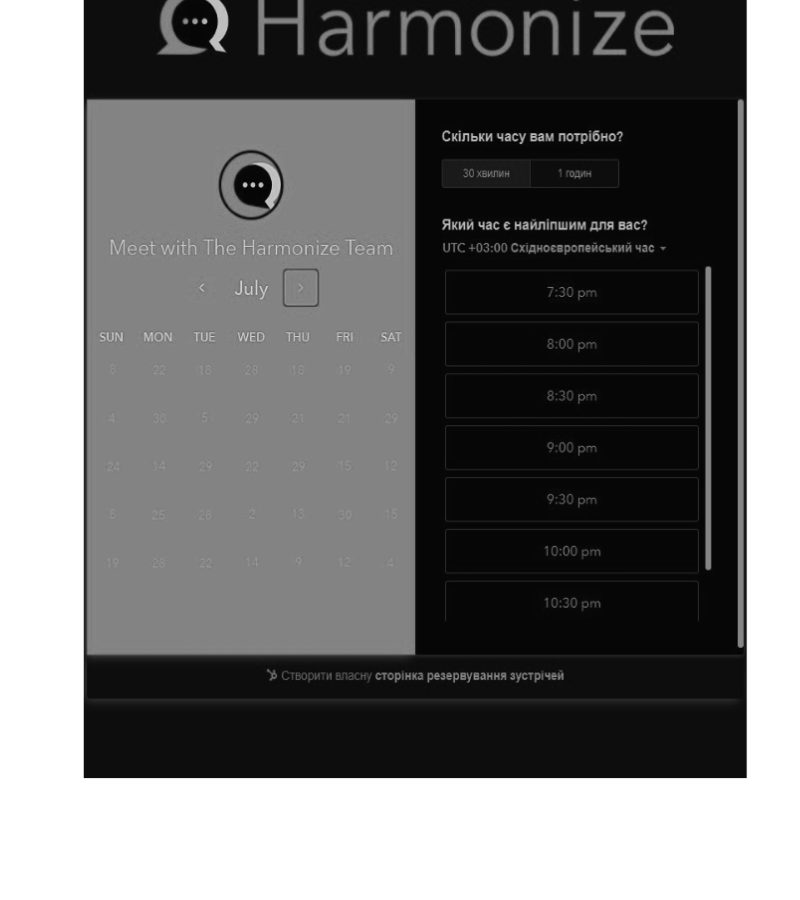 Harmonize
Meet with The Harmonize Team
July
SUN MON TUE WED THU FRI SAT
8 22 16 28 18 19 9
4 30 5 29 21 21 29
24 14 29 22 29 15 12
5 25 28 2 13 30 15
19 28 22 14 9 12 4
Скільки часу вам потрібно?
30 хвилин 1 годин
Який час є найліпшим для вас?
UTC +03:00 Східноєвропейський час
7:30 pm
8:00 pm
8:30 pm
9:00 pm
9:30 pm
10:00 pm
10:30 pm
Створити власну сторінка резервування зустрічей